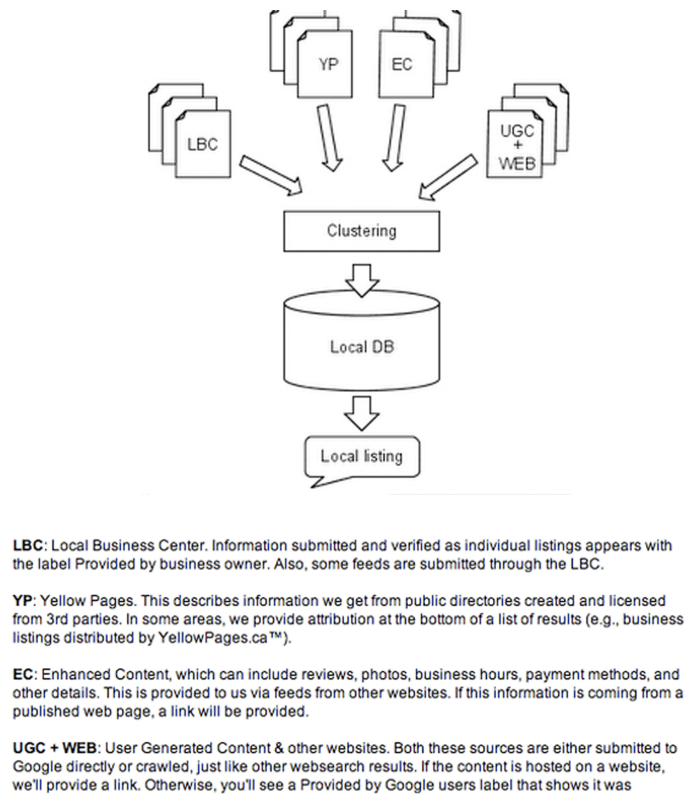 YP
EC
LBC
UGC
+
WEB
Clustering
Local DB
Local listing
LBC: Local Business Center. Information submitted and verified as individual listings appears with
the label Provided by business owner. Also, some feeds are submitted through the LBC.
YP: Yellow Pages. This describes information we get from public directories created and licensed
from 3rd parties. In some areas, we provide attribution at the bottom of a list of results (e.g., business
listings distributed by YellowPages.ca™).
EC: Enhanced Content, which can include reviews, photos, business hours, payment methods, and
other details. This is provided to us via feeds from other websites. If this information is coming from a
published web page, a link will be provided.
UGC + WEB: User Generated Content & other websites. Both these sources are either submitted to
Google directly or crawled, just like other websearch results. If the content is hosted on a website,
we'll provide a link. Otherwise, you'll see a Provided by Google users label that shows it was